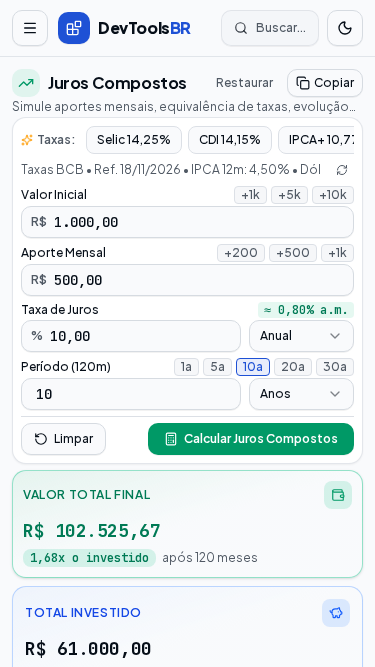 DevToolsBR
Buscar...
Juros Compostos
Restaurar
Copiar
Simule aportes mensais, equivalência de taxas, evolução...
Taxas:
Selic 14,25%
CDI 14,15%
IPCA+ 10,77
Taxas BCB • Ref. 18/11/2026 • IPCA 12m: 4,50% • Dól
Valor Inicial
+1k
+5k
+10k
R$ 1.000,00
Aporte Mensal
+200
+500
+1k
R$ 500,00
Taxa de Juros
≈ 0,80% a.m.
% 10,00
Anual
Período (120m)
1a
5a
10a
20a
30a
10
Anos
Limpar
Calcular Juros Compostos
VALOR TOTAL FINAL
R$ 102.525,67
1,68x o investido após 120 meses
TOTAL INVESTIDO
R$ 61.000,00